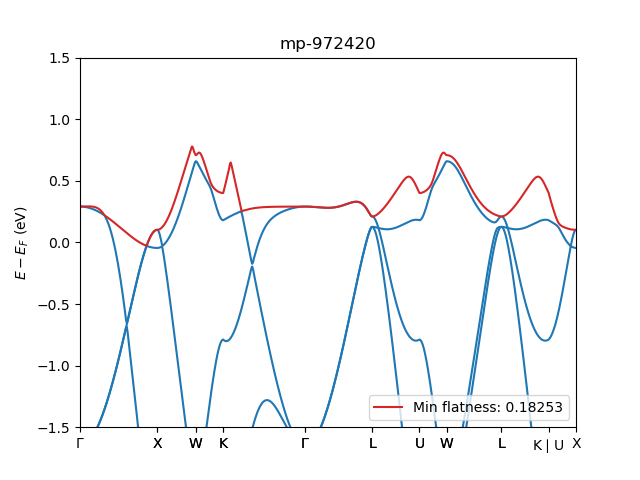 mp-972420
E − E_F (eV)
1.5
1.0
0.5
0.0
−0.5
−1.0
−1.5
Min flatness: 0.18253
Γ X W K Γ L U W L K | U X